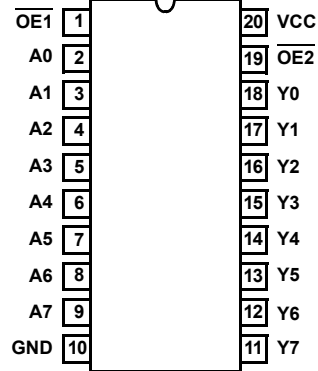 O̅E̅1̅ 1 20 VCC
A0 2 19 O̅E̅2̅
A1 3 18 Y0
A2 4 17 Y1
A3 5 16 Y2
A4 6 15 Y3
A5 7 14 Y4
A6 8 13 Y5
A7 9 12 Y6
GND 10 11 Y7